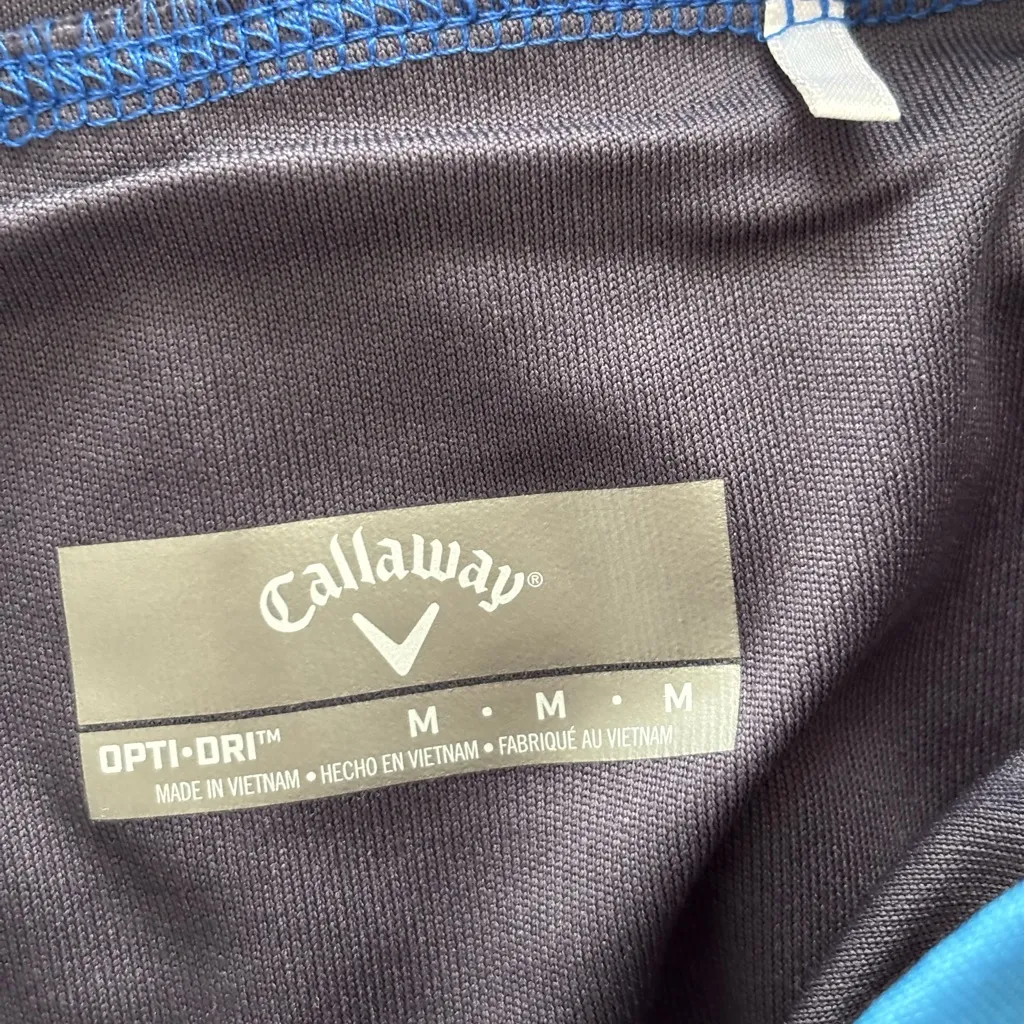 Callaway®
M • M • M
OPTI•DRI™
MADE IN VIETNAM • HECHO EN VIETNAM • FABRIQUÉ AU VIETNAM